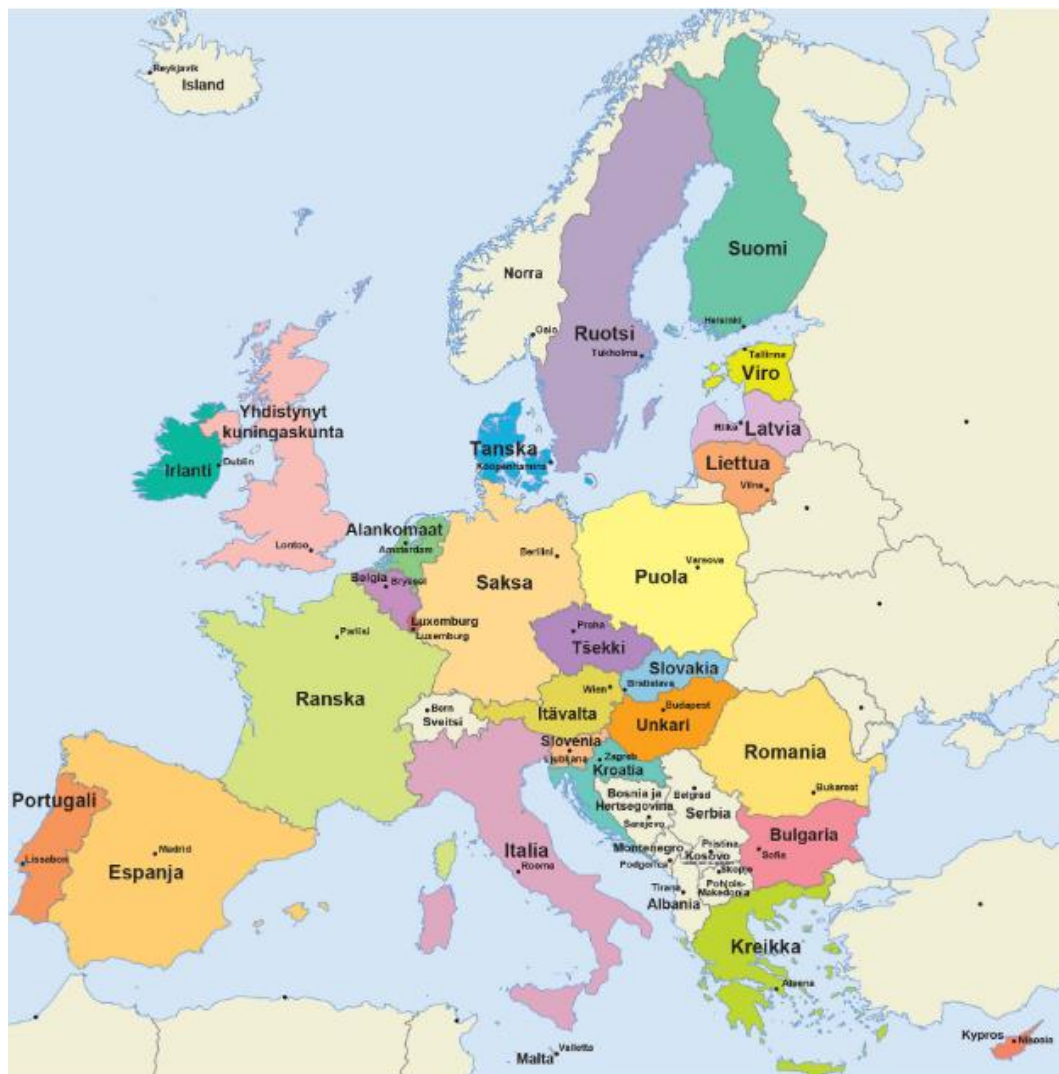 Reykjavik
Island
Suomi
Norra
Helsinki
Oslo
Ruotsi
Tukholma
Tallinna
Viro
Yhdistynyt
kuningaskunta
Riika
Latvia
Tanska
Kööpenhamina
Irlanti
Dublin
Liettua
Vilna
Alankomaat
Amsterdam
Lontoo
Berliini
Saksa
Puola
Varsova
Belgia
Bryssel
Luxemburg
Luxemburg
Pariisi
Praha
Tšekki
Slovakia
Bratislava
Wien
Ranska
Bern
Sveitsi
Itävalta
Budapest
Unkari
Slovenia
Ljubljana
Zagreb
Kroatia
Romania
Bukarest
Bosnia ja
Hertsegovina
Sarajevo
Belgrad
Serbia
Portugali
Lissabon
Madrid
Espanja
Italia
Rooma
Montenegro
Podgorica
Pristina
Kosovo
Bulgaria
Sofia
Skopje
Pohjois-
Makedonia
Tirana
Albania
Kreikka
Ateena
Malta
Valletta
Kypros
Nikosia